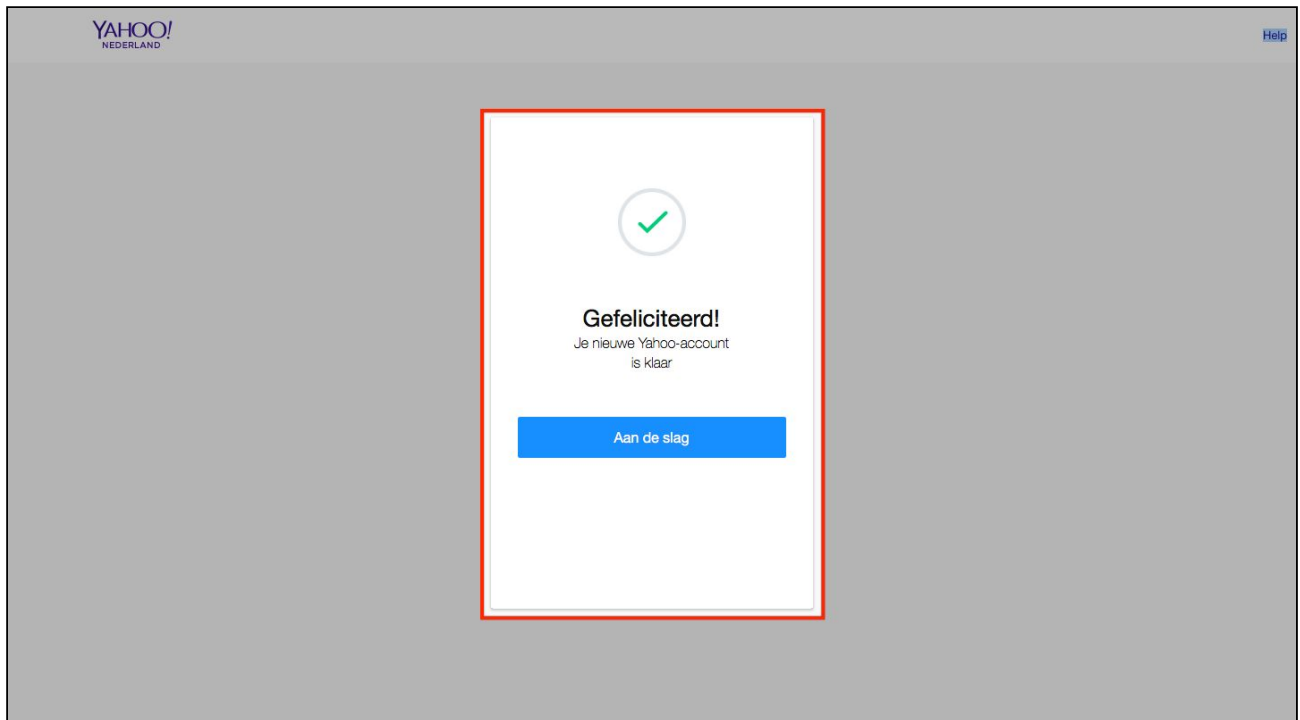 YAHOO!
NEDERLAND
Help
Gefeliciteerd!
Je nieuwe Yahoo-account
is klaar
Aan de slag